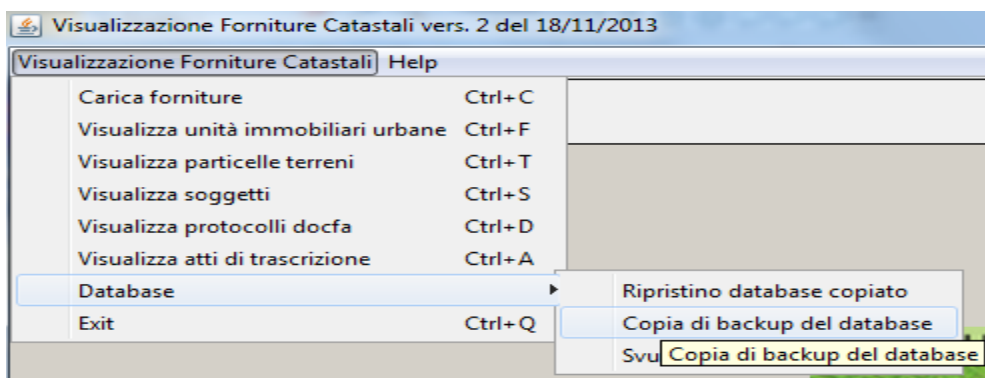 Visualizzazione Forniture Catastali vers. 2 del 18/11/2013
Visualizzazione Forniture Catastali Help
Carica forniture Ctrl+C
Visualizza unità immobiliari urbane Ctrl+F
Visualizza particelle terreni Ctrl+T
Visualizza soggetti Ctrl+S
Visualizza protocolli docfa Ctrl+D
Visualizza atti di trascrizione Ctrl+A
Database
Exit Ctrl+Q
Ripristino database copiato
Copia di backup del database
Svu
Copia di backup del database